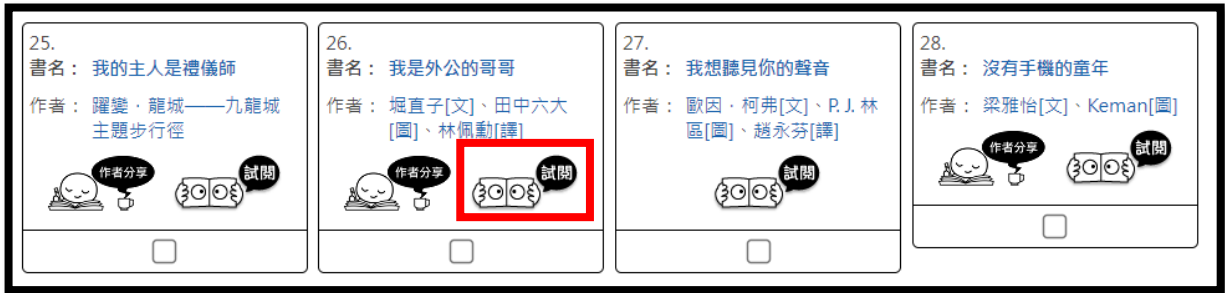 25.
書名： 我的主人是禮儀師
作者： 躍變．龍城——九龍城
主題步行徑
作者分享
試閱
26.
書名： 我是外公的哥哥
作者： 堀直子[文]、田中六大
[圖]、林佩勳[譯]
作者分享
試閱
27.
書名： 我想聽見你的聲音
作者： 歐因．柯弗[文]、P. J. 林
區[圖]、趙永芬[譯]
試閱
28.
書名： 沒有手機的童年
作者： 梁雅怡[文]、Keman[圖]
作者分享
試閱